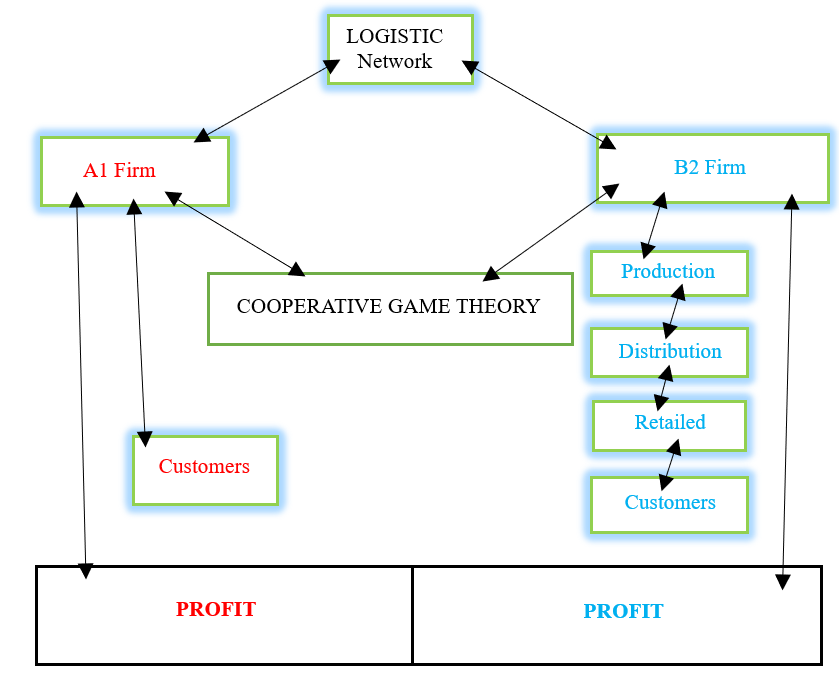 LOGISTIC
Network
A1 Firm
B2 Firm
Production
COOPERATIVE GAME THEORY
Distribution
Retailed
Customers
Customers
PROFIT
PROFIT